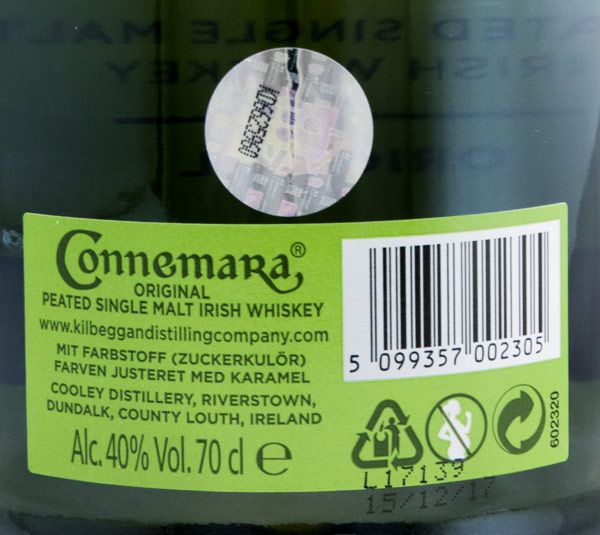 Connemara®
ORIGINAL
PEATED SINGLE MALT IRISH WHISKEY
www.kilbeggandistillingcompany.com
MIT FARBSTOFF (ZUCKERKULÖR)
FARVEN JUSTERET MED KARAMEL
COOLEY DISTILLERY, RIVERSTOWN,
DUNDALK, COUNTY LOUTH, IRELAND
Alc. 40% Vol. 70 cl ℮
5 099357 002305
602320
L17139
15/12/17